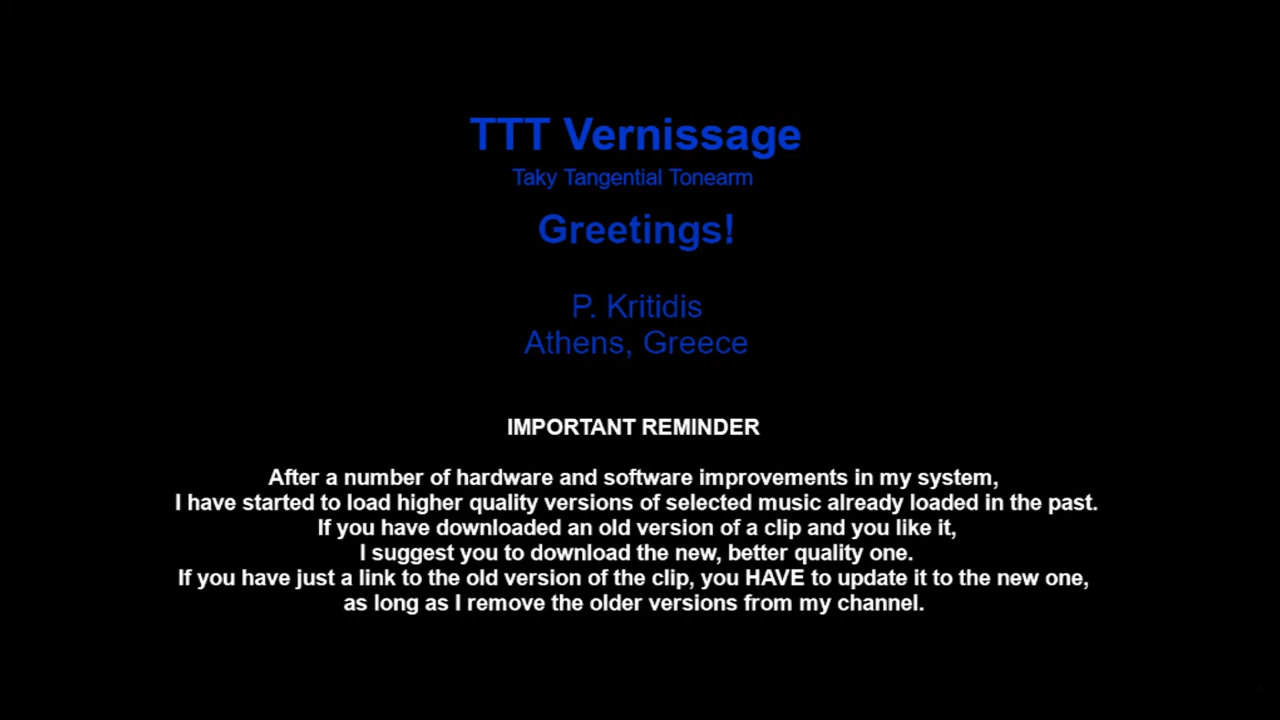 TTT Vernissage
Taky Tangential Tonearm
Greetings!
P. Kritidis
Athens, Greece
IMPORTANT REMINDER
After a number of hardware and software improvements in my system,
I have started to load higher quality versions of selected music already loaded in the past.
If you have downloaded an old version of a clip and you like it,
I suggest you to download the new, better quality one.
If you have just a link to the old version of the clip, you HAVE to update it to the new one,
as long as I remove the older versions from my channel.